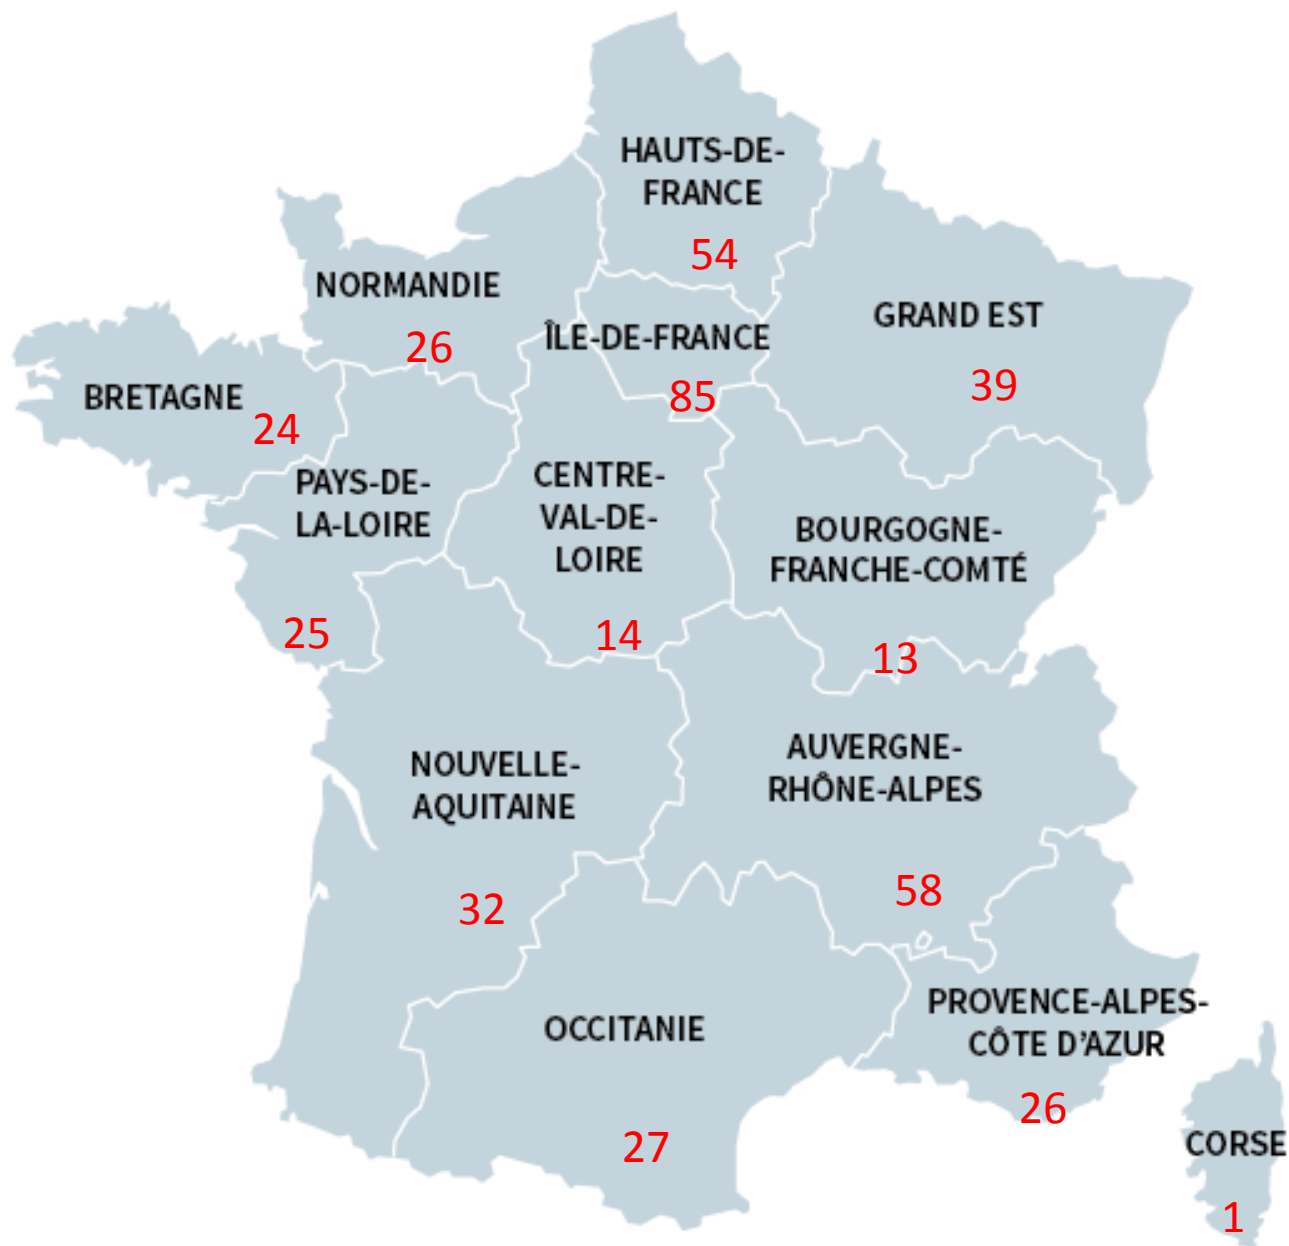 HAUTS-DE-
FRANCE
54
NORMANDIE
26
ÎLE-DE-FRANCE
85
GRAND EST
39
BRETAGNE
24
PAYS-DE-
LA-LOIRE
25
CENTRE-
VAL-DE-
LOIRE
14
BOURGOGNE-
FRANCHE-COMTÉ
13
NOUVELLE-
AQUITAINE
32
AUVERGNE-
RHÔNE-ALPES
58
OCCITANIE
27
PROVENCE-ALPES-
CÔTE D’AZUR
26
CORSE
1